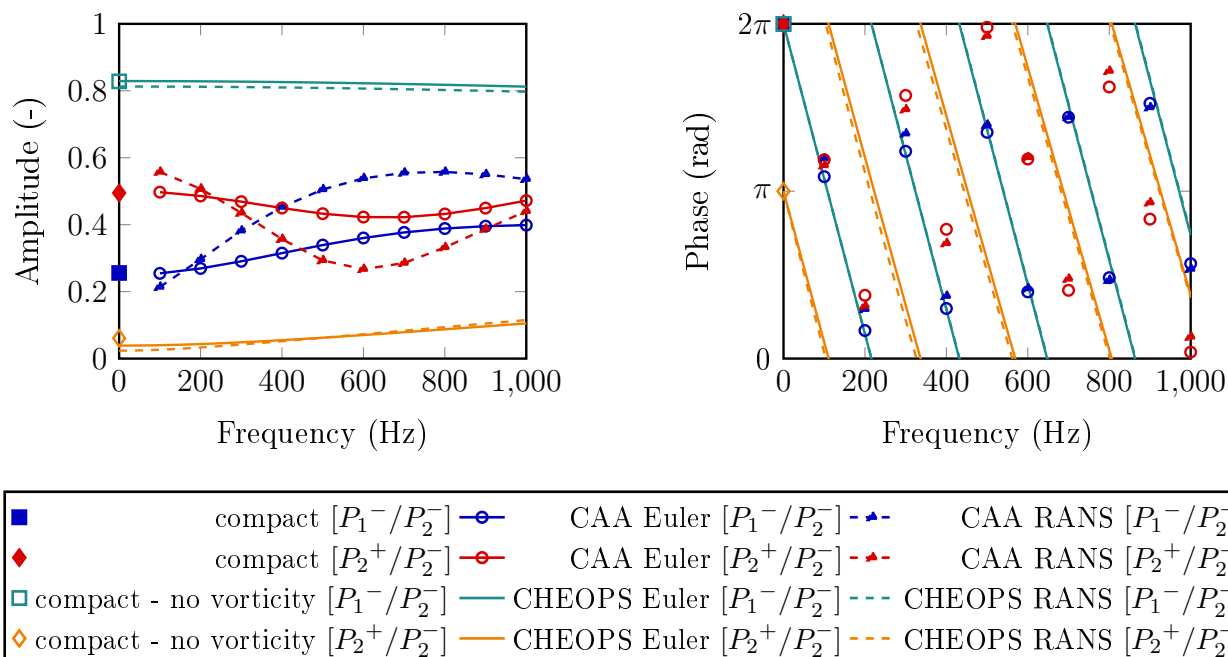 Amplitude (-)
1
0.8
0.6
0.4
0.2
0
0 200 400 600 800 1,000
Frequency (Hz)
Phase (rad)
2π
π
0
0 200 400 600 800 1,000
Frequency (Hz)
compact [P₁⁻/P₂⁻] CAA Euler [P₁⁻/P₂⁻] CAA RANS [P₁⁻/P₂⁻
compact [P₂⁺/P₂⁻] CAA Euler [P₂⁺/P₂⁻] CAA RANS [P₂⁺/P₂⁻
compact - no vorticity [P₁⁻/P₂⁻] CHEOPS Euler [P₁⁻/P₂⁻] CHEOPS RANS [P₁⁻/P₂⁻
compact - no vorticity [P₂⁺/P₂⁻] CHEOPS Euler [P₂⁺/P₂⁻] CHEOPS RANS [P₂⁺/P₂⁻